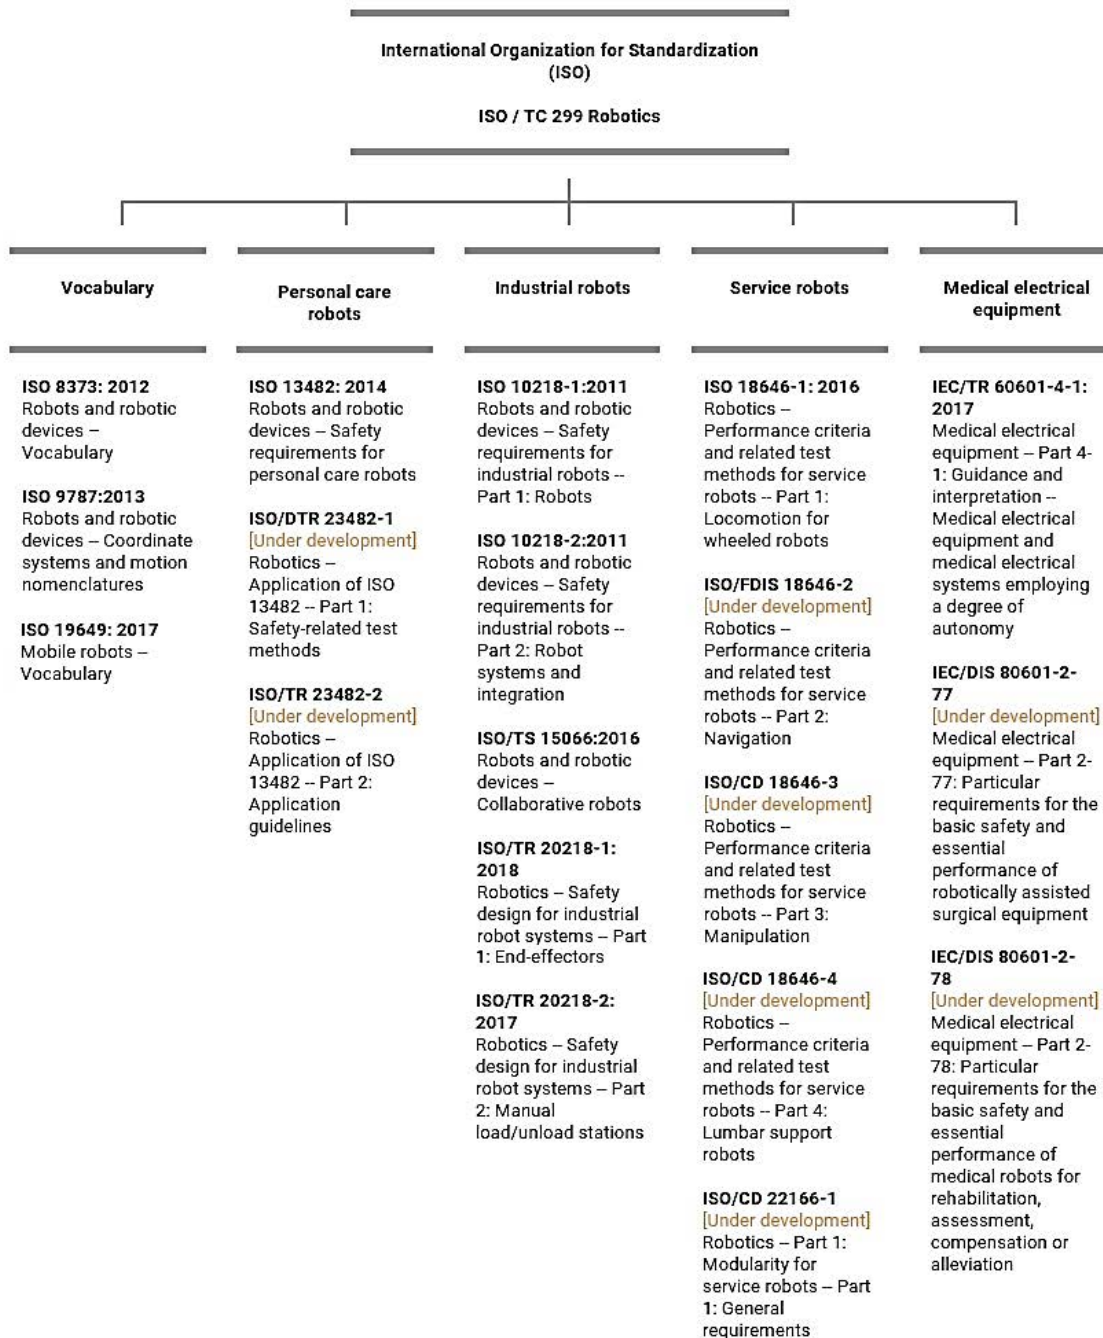 International Organization for Standardization
(ISO)
ISO / TC 299 Robotics
Vocabulary
ISO 8373: 2012
Robots and robotic
devices –
Vocabulary
ISO 9787:2013
Robots and robotic
devices – Coordinate
systems and motion
nomenclatures
ISO 19649: 2017
Mobile robots –
Vocabulary
Personal care
robots
ISO 13482: 2014
Robots and robotic
devices – Safety
requirements for
personal care robots
ISO/DTR 23482-1
[Under development]
Robotics –
Application of ISO
13482 -- Part 1:
Safety-related test
methods
ISO/TR 23482-2
[Under development]
Robotics –
Application of ISO
13482 -- Part 2:
Application
guidelines
Industrial robots
ISO 10218-1:2011
Robots and robotic
devices – Safety
requirements for
industrial robots --
Part 1: Robots
ISO 10218-2:2011
Robots and robotic
devices – Safety
requirements for
industrial robots --
Part 2: Robot
systems and
integration
ISO/TS 15066:2016
Robots and robotic
devices –
Collaborative robots
ISO/TR 20218-1:
2018
Robotics – Safety
design for industrial
robot systems – Part
1: End-effectors
ISO/TR 20218-2:
2017
Robotics – Safety
design for industrial
robot systems – Part
2: Manual
load/unload stations
Service robots
ISO 18646-1: 2016
Robotics –
Performance criteria
and related test
methods for service
robots -- Part 1:
Locomotion for
wheeled robots
ISO/FDIS 18646-2
[Under development]
Robotics –
Performance criteria
and related test
methods for service
robots -- Part 2:
Navigation
ISO/CD 18646-3
[Under development]
Robotics –
Performance criteria
and related test
methods for service
robots -- Part 3:
Manipulation
ISO/CD 18646-4
[Under development]
Robotics –
Performance criteria
and related test
methods for service
robots -- Part 4:
Lumbar support
robots
ISO/CD 22166-1
[Under development]
Robotics – Part 1:
Modularity for
service robots – Part
1: General
requirements
Medical electrical
equipment
IEC/TR 60601-4-1:
2017
Medical electrical
equipment – Part 4-
1: Guidance and
interpretation --
Medical electrical
equipment and
medical electrical
systems employing
a degree of
autonomy
IEC/DIS 80601-2-
77
[Under development]
Medical electrical
equipment – Part 2-
77: Particular
requirements for the
basic safety and
essential
performance of
robotically assisted
surgical equipment
IEC/DIS 80601-2-
78
[Under development]
Medical electrical
equipment – Part 2-
78: Particular
requirements for the
basic safety and
essential
performance of
medical robots for
rehabilitation,
assessment,
compensation or
alleviation